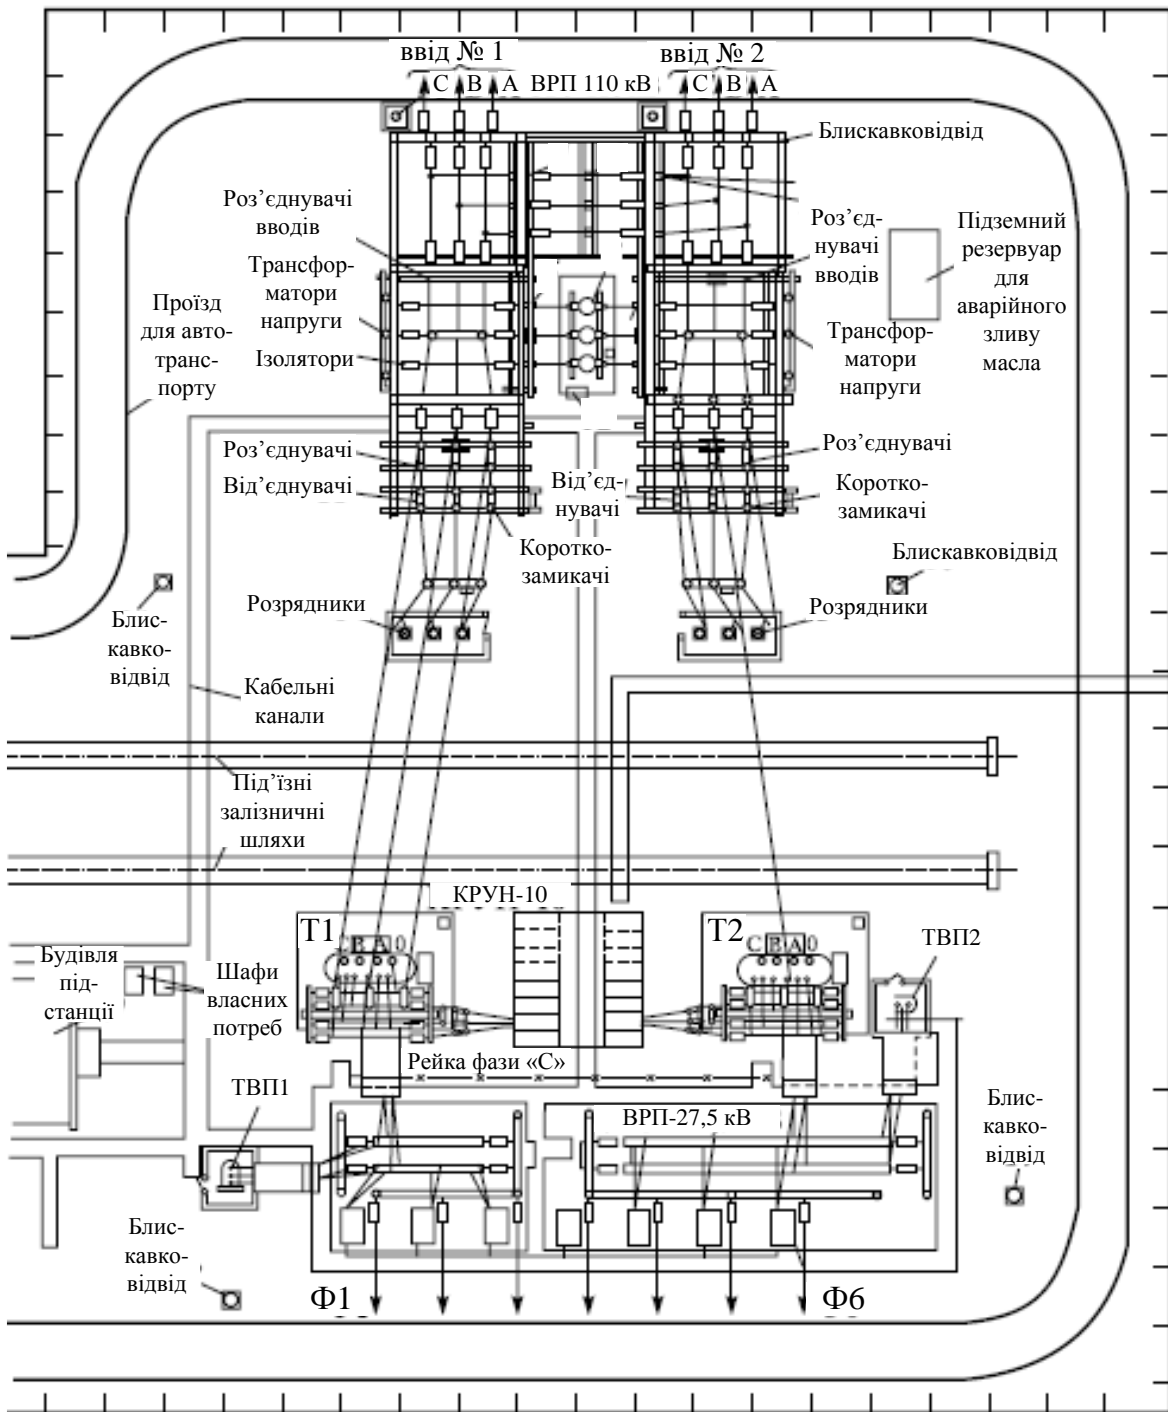 ввід № 1
ввід № 2
С В А
ВРП 110 кВ
С В А
Блискавковідвід
Роз’єднувачі
вводів
Роз’єд-
нувачі
вводів
Підземний
резервуар
для
аварійного
зливу
масла
Трансфор-
матори
напруги
Проїзд
для авто-
транс-
порту
Ізолятори
Трансфор-
матори
напруги
Роз’єднувачі
Роз’єднувачі
Від’єднувачі
Від’єд-
нувачі
Коротко-
замикачі
Коротко-
замикачі
Блискавковідвід
Розрядники
Розрядники
Блис-
кавко-
відвід
Кабельні
канали
Під’їзні
залізничні
шляхи
КРУН-10
Т1
С В А 0
Т2
С В А 0
ТВП2
Будівля
під-
станції
Шафи
власних
потреб
Рейка фази «С»
ТВП1
ВРП-27,5 кВ
Блис-
кавко-
відвід
Блис-
кавко-
відвід
Ф1
Ф6